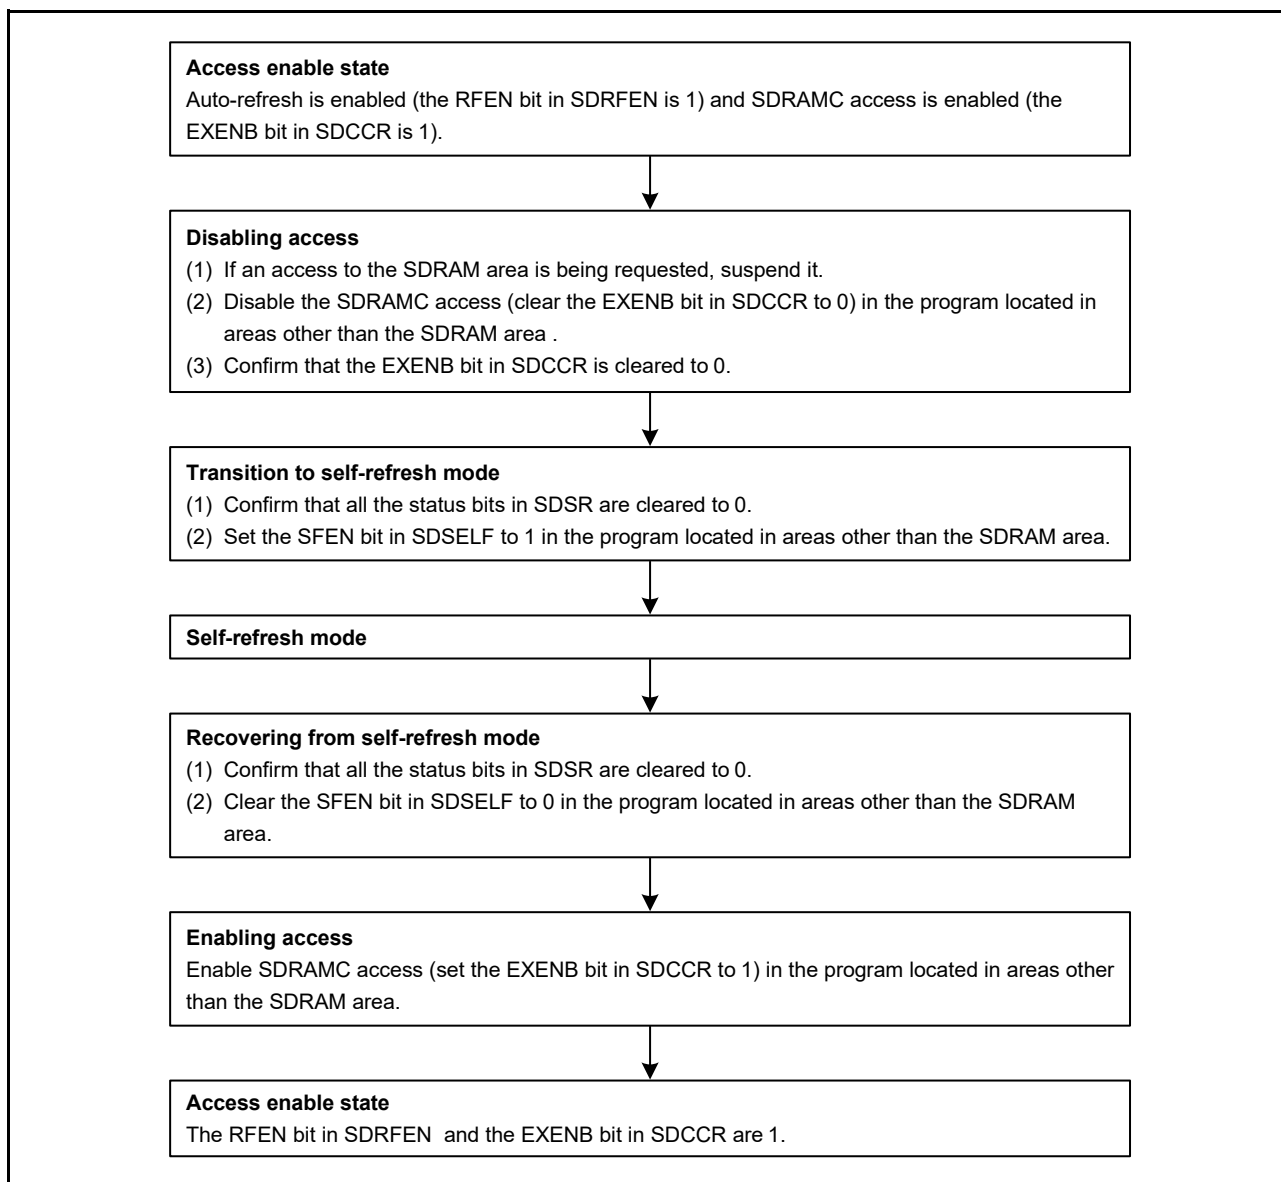 Access enable state
Auto-refresh is enabled (the RFEN bit in SDRFEN is 1) and SDRAMC access is enabled (the
EXENB bit in SDCCR is 1).
Disabling access
(1) If an access to the SDRAM area is being requested, suspend it.
(2) Disable the SDRAMC access (clear the EXENB bit in SDCCR to 0) in the program located in
areas other than the SDRAM area .
(3) Confirm that the EXENB bit in SDCCR is cleared to 0.
Transition to self-refresh mode
(1) Confirm that all the status bits in SDSR are cleared to 0.
(2) Set the SFEN bit in SDSELF to 1 in the program located in areas other than the SDRAM area.
Self-refresh mode
Recovering from self-refresh mode
(1) Confirm that all the status bits in SDSR are cleared to 0.
(2) Clear the SFEN bit in SDSELF to 0 in the program located in areas other than the SDRAM
area.
Enabling access
Enable SDRAMC access (set the EXENB bit in SDCCR to 1) in the program located in areas other
than the SDRAM area.
Access enable state
The RFEN bit in SDRFEN and the EXENB bit in SDCCR are 1.